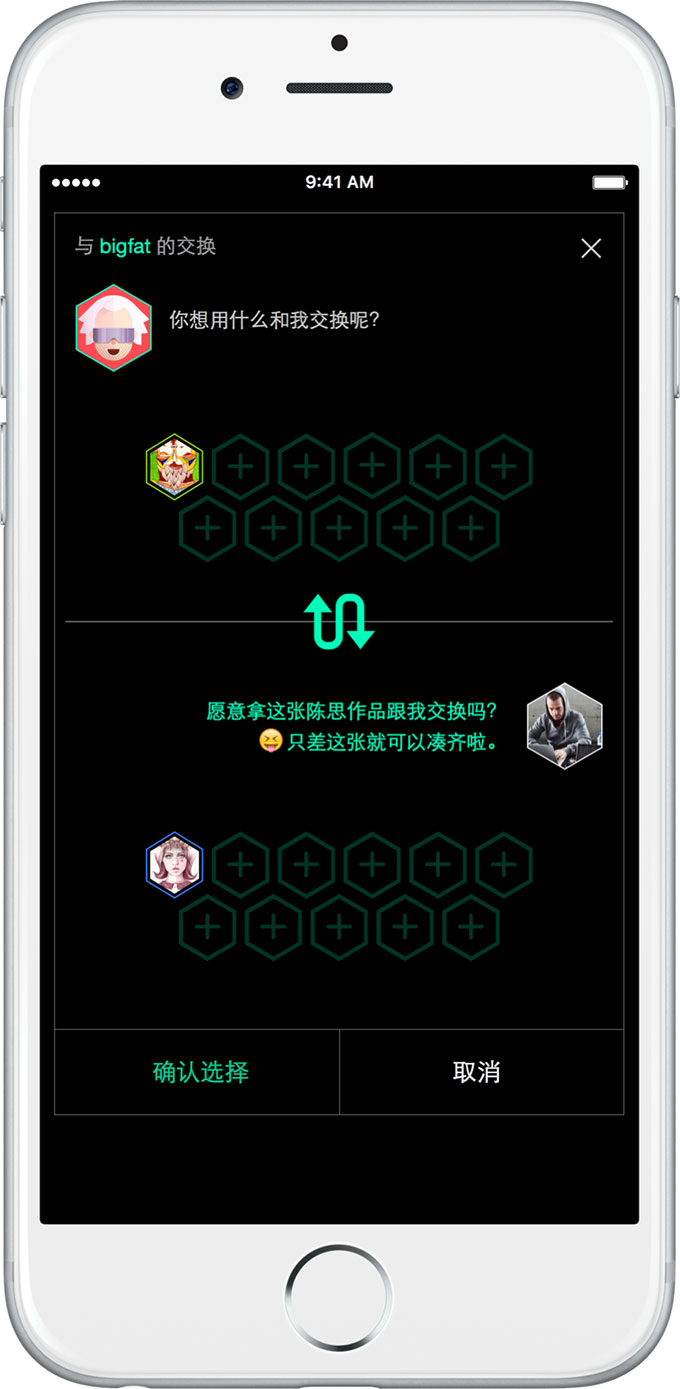 9:41 AM
与 bigfat 的交换
你想用什么和我交换呢？
愿意拿这张陈思作品跟我交换吗？
😝 只差这张就可以凑齐啦。
确认选择
取消